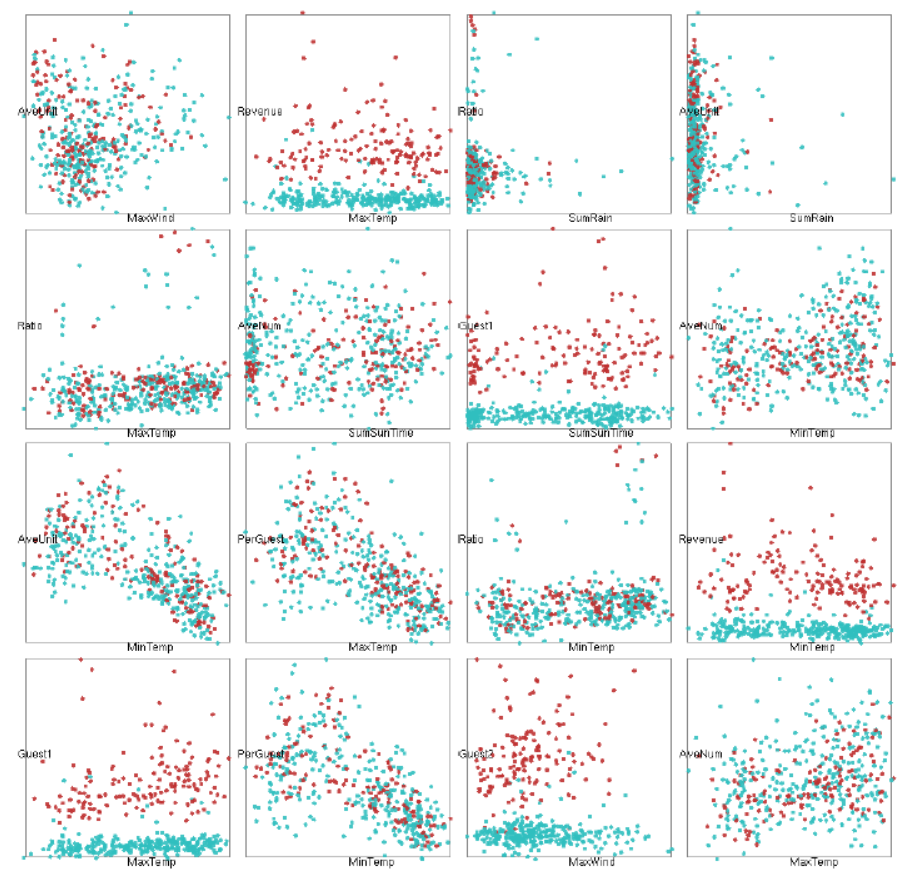 AveUnit
MaxWind
Revenue
MaxTemp
Ratio
SumRain
AveUnit
SumRain
Ratio
MaxTemp
AveNum
SumSunTime
Guest1
SumSunTime
AveNum
MinTemp
AveUnit
MinTemp
PerGuest
MaxTemp
Ratio
MinTemp
Revenue
MinTemp
Guest1
MaxTemp
PerGuest
MinTemp
MaxWind
AveNum
MaxTemp